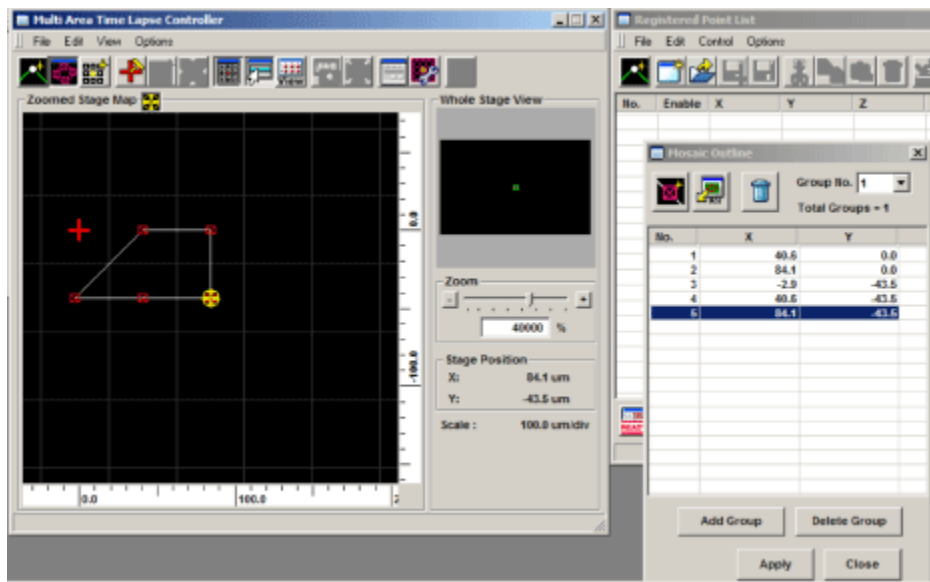 Multi Area Time Lapse Controller
File Edit View Options
Zoomed Stage Map
0.0
-100.0
0.0 100.0 2
Whole Stage View
Zoom
- +
40000 %
Stage Position
X: 84.1 um
Y: -43.5 um
Scale : 100.0 um/div
Registered Point List
File Edit Control Options
No. Enable X Y Z
Mosaic Outline
Group No. 1
Total Groups = 1
No. X Y
1 40.6 0.0
2 84.1 0.0
3 -2.9 -43.5
4 40.6 -43.5
5 84.1 -43.5
Add Group Delete Group
Apply Close